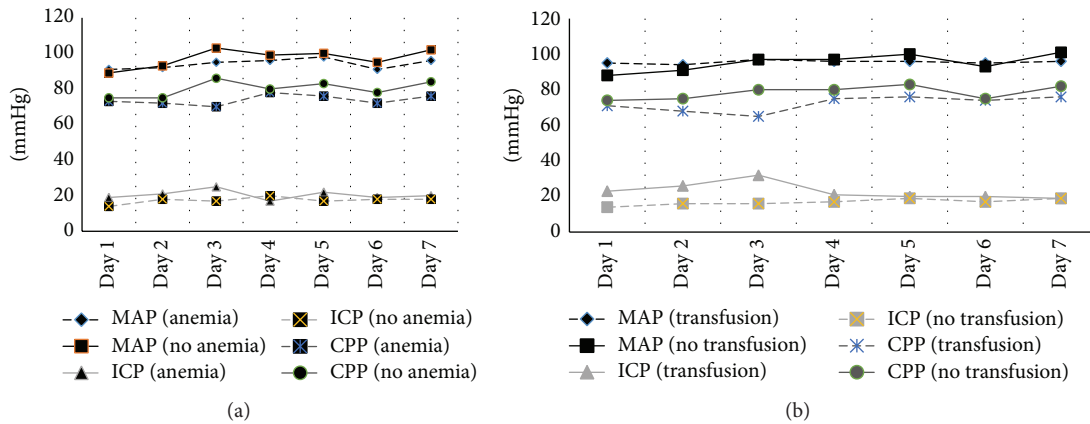 120
100
80
60
40
20
0
(mmHg)
Day 1
Day 2
Day 3
Day 4
Day 5
Day 6
Day 7
MAP (anemia)
MAP (no anemia)
ICP (anemia)
ICP (no anemia)
CPP (anemia)
CPP (no anemia)
(a)
120
100
80
60
40
20
0
(mmHg)
Day 1
Day 2
Day 3
Day 4
Day 5
Day 6
Day 7
MAP (transfusion)
MAP (no transfusion)
ICP (transfusion)
ICP (no transfusion)
CPP (transfusion)
CPP (no transfusion)
(b)